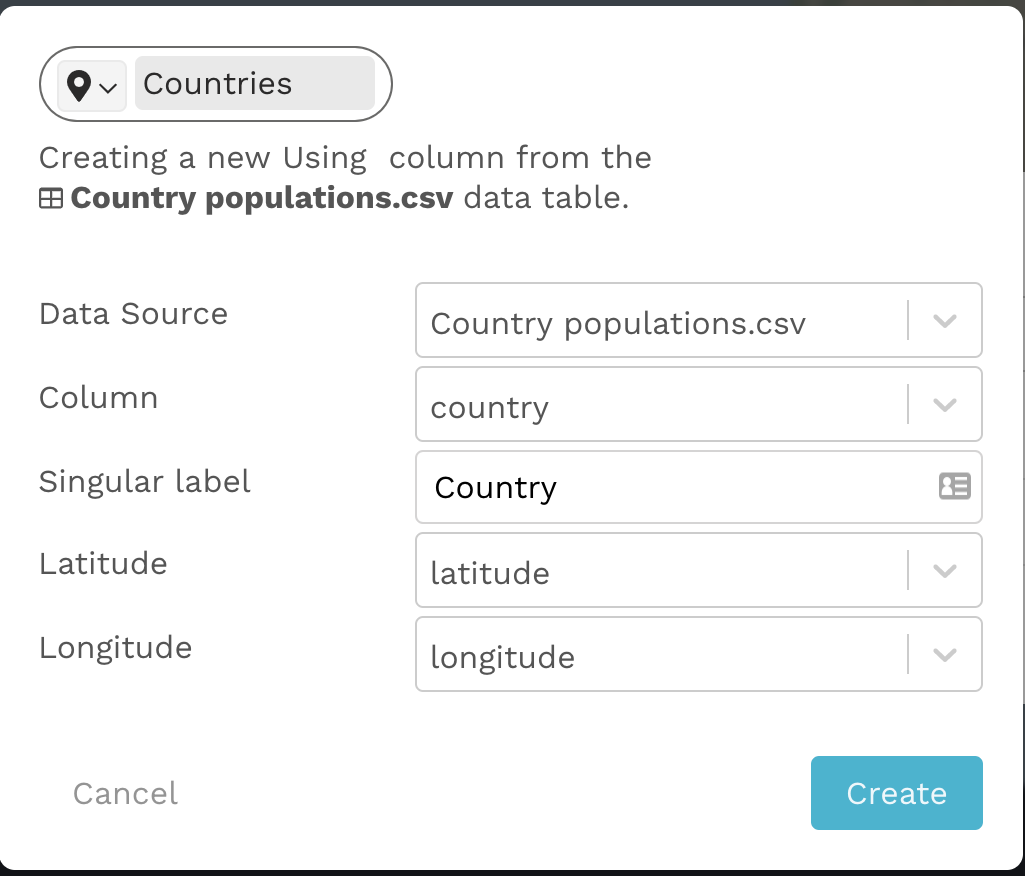 Countries
Creating a new Using  column from the
Country populations.csv data table.
Data Source
Country populations.csv
Column
country
Singular label
Country
Latitude
latitude
Longitude
longitude
Cancel
Create